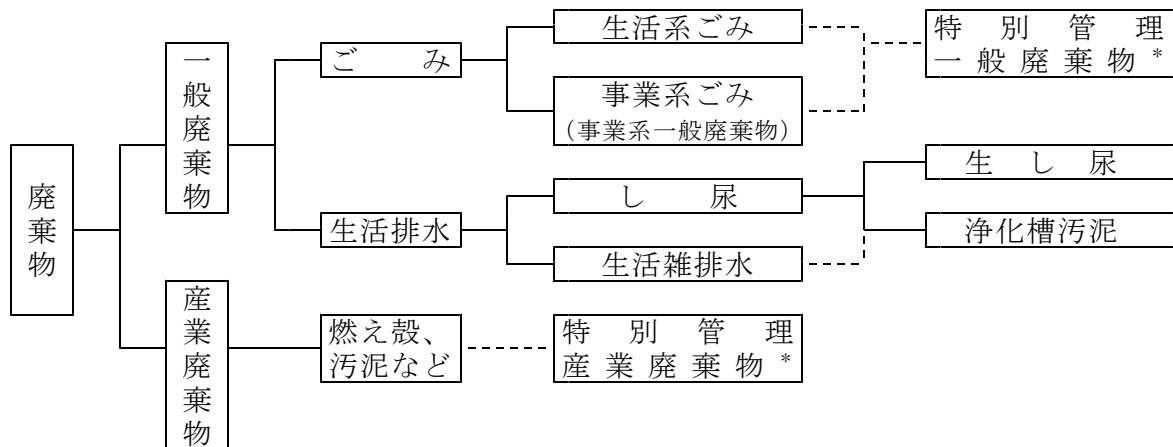 廃棄物
一般廃棄物
産業廃棄物
ごみ
生活排水
燃え殻、
汚泥など
生活系ごみ
事業系ごみ
（事業系一般廃棄物）
し尿
生活雑排水
特別管理
産業廃棄物*
特別管理
一般廃棄物*
生し尿
浄化槽汚泥